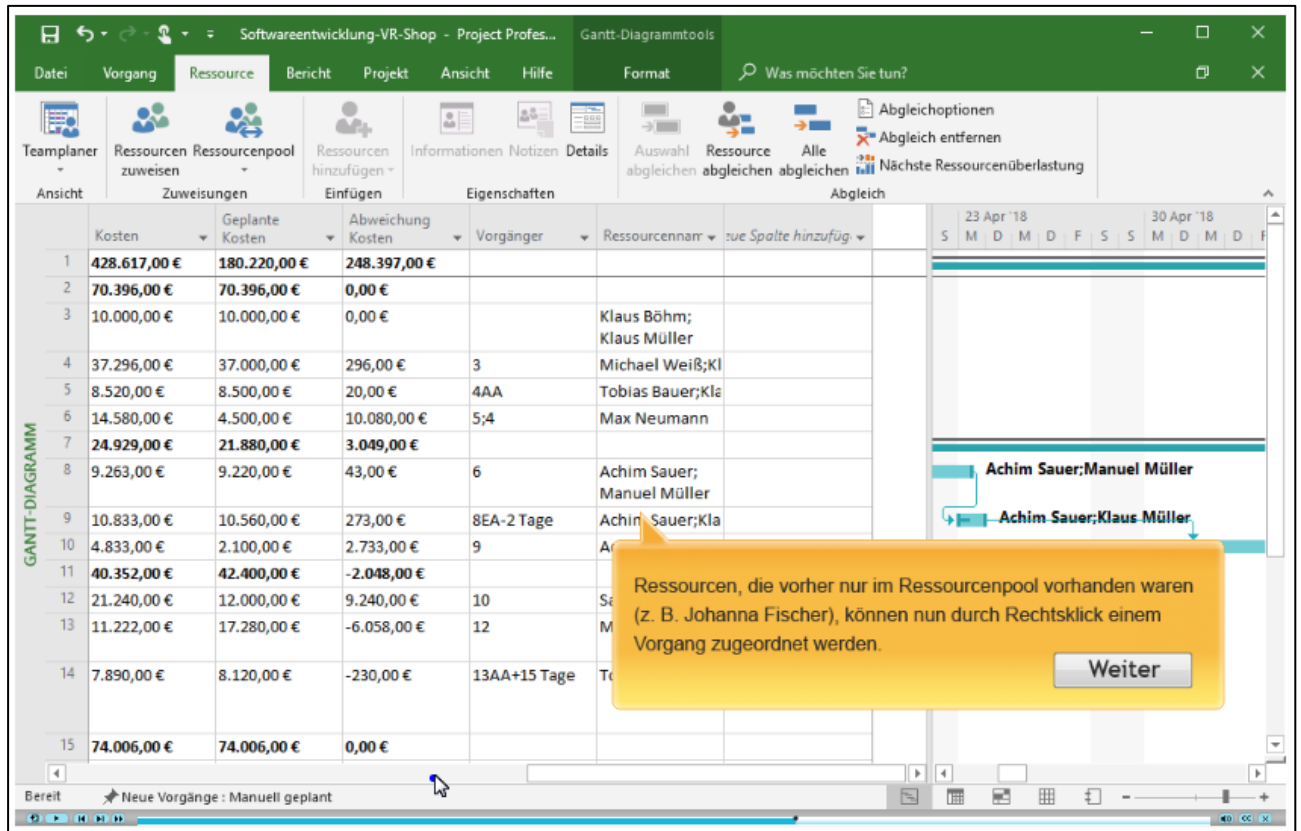 Softwareentwicklung-VR-Shop - Project Profes... Gantt-Diagrammtools
Datei Vorgang Ressource Bericht Projekt Ansicht Hilfe Format Was möchten Sie tun?
Teamplaner
Ressourcen zuweisen
Ressourcenpool
Ressourcen hinzufügen
Informationen Notizen Details
Auswahl abgleichen
Ressource abgleichen
Alle abgleichen
Abgleichoptionen
Abgleich entfernen
Nächste Ressourcenüberlastung
Ansicht Zuweisungen Einfügen Eigenschaften Abgleich
Kosten Geplante Kosten Abweichung Kosten Vorgänger Ressourcennam eue Spalte hinzufüg
23 Apr '18 30 Apr '18
S M D M D F S S M D M D F
1 428.617,00 € 180.220,00 € 248.397,00 €
2 70.396,00 € 70.396,00 € 0,00 €
3 10.000,00 € 10.000,00 € 0,00 € Klaus Böhm;
Klaus Müller
4 37.296,00 € 37.000,00 € 296,00 € 3 Michael Weiß;Kl
5 8.520,00 € 8.500,00 € 20,00 € 4AA Tobias Bauer;Kla
6 14.580,00 € 4.500,00 € 10.080,00 € 5;4 Max Neumann
7 24.929,00 € 21.880,00 € 3.049,00 €
8 9.263,00 € 9.220,00 € 43,00 € 6 Achim Sauer; Achim Sauer;Manuel Müller
Manuel Müller
9 10.833,00 € 10.560,00 € 273,00 € 8EA-2 Tage Achim Sauer;Kla Achim Sauer;Klaus Müller
10 4.833,00 € 2.100,00 € 2.733,00 € 9
11 40.352,00 € 42.400,00 € -2.048,00 €
12 21.240,00 € 12.000,00 € 9.240,00 € 10
13 11.222,00 € 17.280,00 € -6.058,00 € 12
14 7.890,00 € 8.120,00 € -230,00 € 13AA+15 Tage
15 74.006,00 € 74.006,00 € 0,00 €
GANTT-DIAGRAMM
Ressourcen, die vorher nur im Ressourcenpool vorhanden waren
(z. B. Johanna Fischer), können nun durch Rechtsklick einem
Vorgang zugeordnet werden.
Weiter
Bereit Neue Vorgänge : Manuell geplant